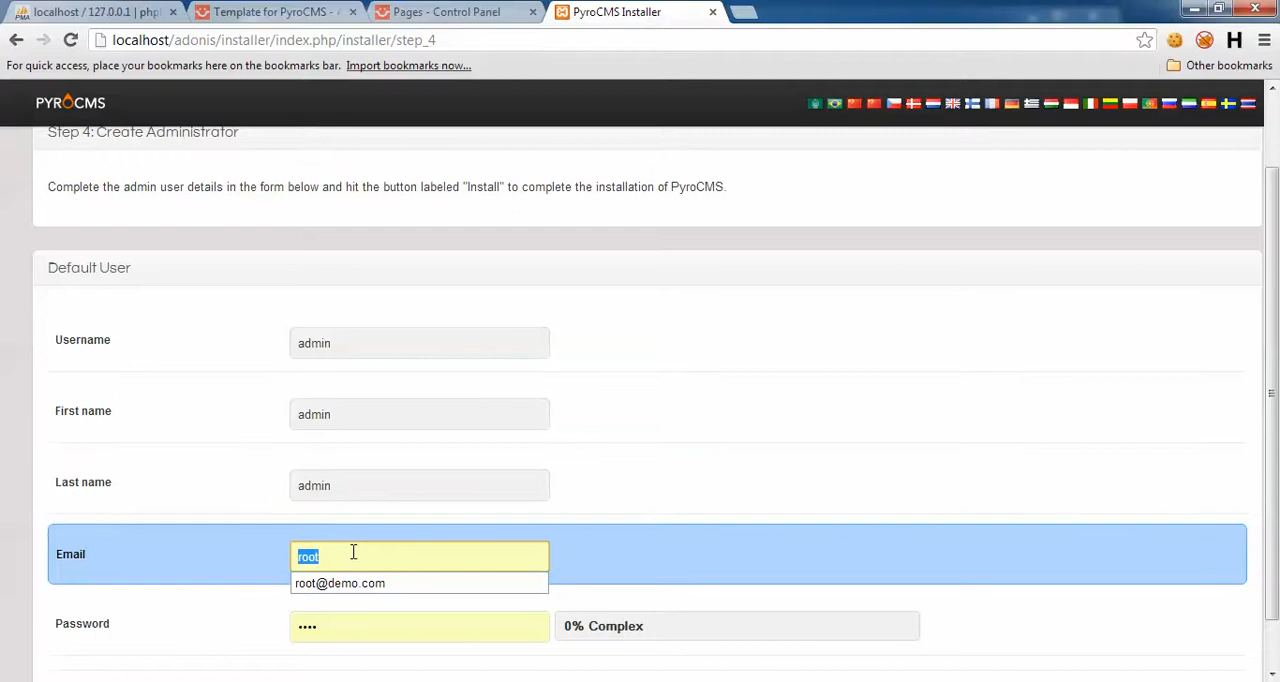 localhost / 127.0.0.1 | ph
Template for PyroCMS -
Pages - Control Panel
PyroCMS Installer
localhost/adonis/installer/index.php/installer/step_4
For quick access, place your bookmarks here on the bookmarks bar. Import bookmarks now...
Other bookmarks
PYROCMS
Step 4: Create Administrator
Complete the admin user details in the form below and hit the button labeled "Install" to complete the installation of PyroCMS.
Default User
Username
admin
First name
admin
Last name
admin
Email
root
root@demo.com
Password
••••
0% Complex